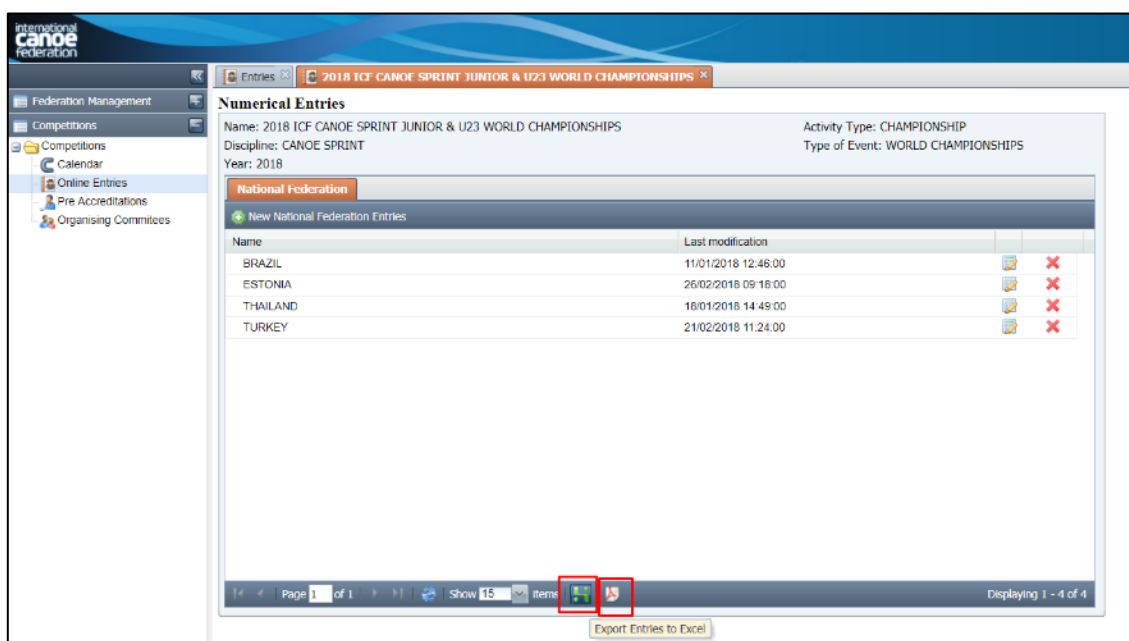 international
canoe
federation
Entries
2018 ICF CANOE SPRINT JUNIOR & U23 WORLD CHAMPIONSHIPS
Federation Management
Competitions
Competitions
Calendar
Online Entries
Pre Accreditations
Organising Commitees
Numerical Entries
Name: 2018 ICF CANOE SPRINT JUNIOR & U23 WORLD CHAMPIONSHIPS
Activity Type: CHAMPIONSHIP
Discipline: CANOE SPRINT
Type of Event: WORLD CHAMPIONSHIPS
Year: 2018
National Federation
New National Federation Entries
Name Last modification
BRAZIL 11/01/2018 12:46:00
ESTONIA 26/02/2018 09:18:00
THAILAND 18/01/2018 14:49:00
TURKEY 21/02/2018 11:24:00
Page 1 of 1 Show 15 items Displaying 1 - 4 of 4
Export Entries to Excel